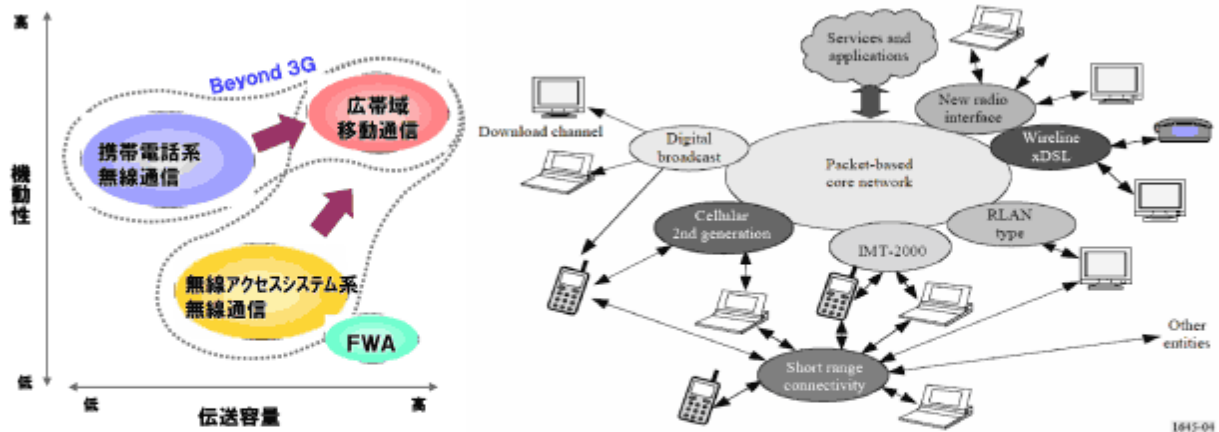 高
機動性
低
Beyond 3G
広帯域
移動通信
携帯電話系
無線通信
無線アクセスシステム系
無線通信
FWA
低
伝送容量
高
Services and
applications
New radio
interface
Download channel
Digital
broadcast
Wireline
xDSL
Packet-based
core network
Cellular
2nd generation
RLAN
type
IMT-2000
Other
entities
Short range
connectivity
1645-04